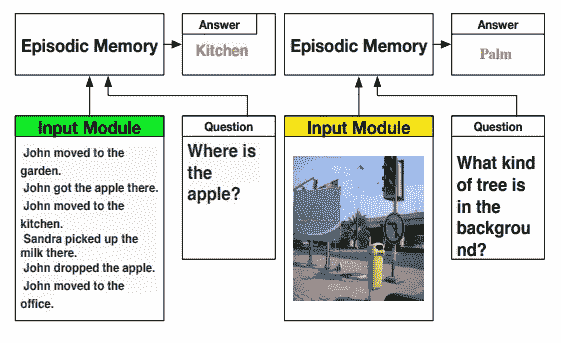 Episodic Memory
Answer
Kitchen
Input Module
John moved to the
garden.
John got the apple there.
John moved to the
kitchen.
Sandra picked up the
milk there.
John dropped the apple.
John moved to the
office.
Question
Where is
the
apple?
Episodic Memory
Answer
Palm
Input Module
Question
What kind
of tree is
in the
backgrou
nd?